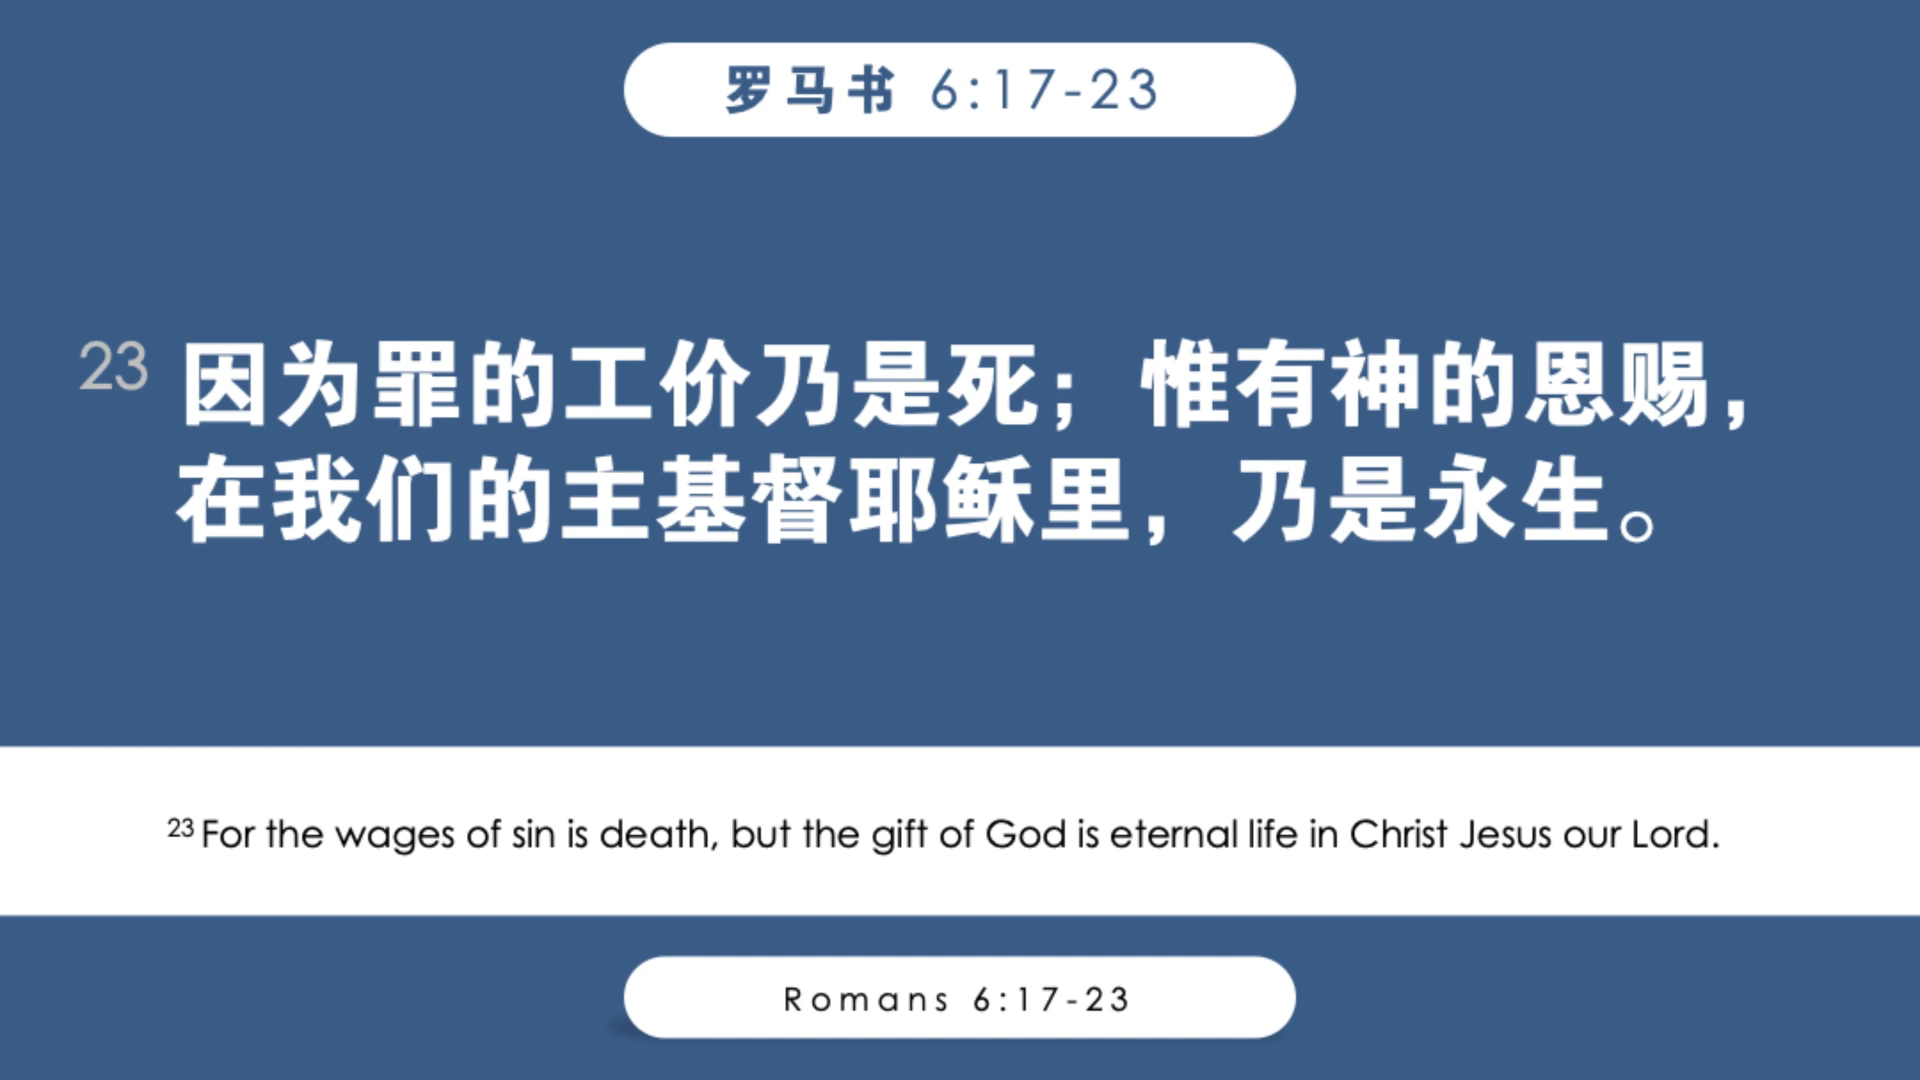 罗马书 6:17-23
23 因为罪的工价乃是死；惟有神的恩赐，
在我们的主基督耶稣里，乃是永生。
23 For the wages of sin is death, but the gift of God is eternal life in Christ Jesus our Lord.
Romans 6:17-23